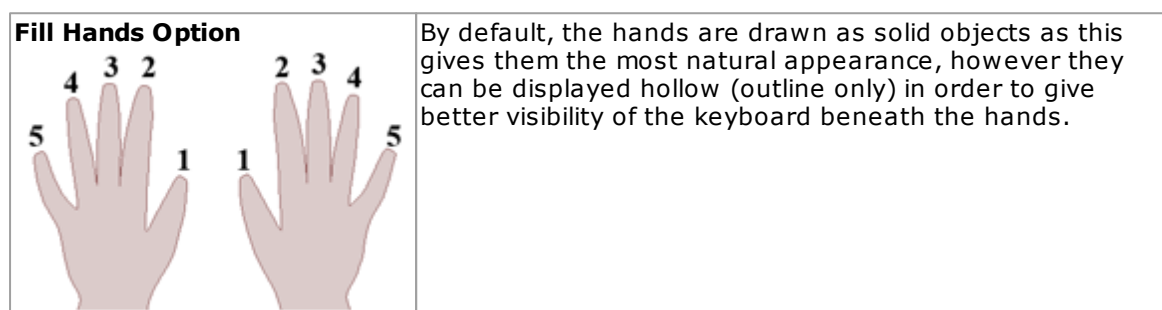 Fill Hands Option
3 2
4
5
1
2 3
4
1
5
By default, the hands are drawn as solid objects as this
gives them the most natural appearance, however they
can be displayed hollow (outline only) in order to give
better visibility of the keyboard beneath the hands.